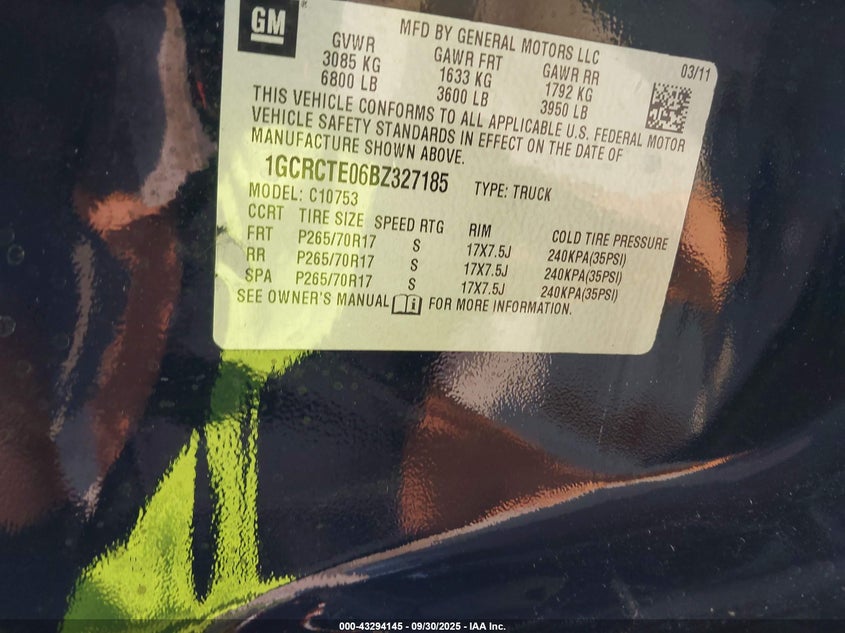 GM
MFD BY GENERAL MOTORS LLC
03/11
GVWR GAWR FRT GAWR RR
3085 KG 1633 KG 1792 KG
6800 LB 3600 LB 3950 LB
THIS VEHICLE CONFORMS TO ALL APPLICABLE U.S. FEDERAL MOTOR
VEHICLE SAFETY STANDARDS IN EFFECT ON THE DATE OF
MANUFACTURE SHOWN ABOVE.
1GCRCTE06BZ327185 TYPE: TRUCK
MODEL: C10753
CCRT TIRE SIZE SPEED RTG RIM COLD TIRE PRESSURE
FRT P265/70R17 S 17X7.5J 240KPA(35PSI)
RR P265/70R17 S 17X7.5J 240KPA(35PSI)
SPA P265/70R17 S 17X7.5J 240KPA(35PSI)
SEE OWNER'S MANUAL i FOR MORE INFORMATION.
000-43294145 - 09/30/2025 - IAA Inc.